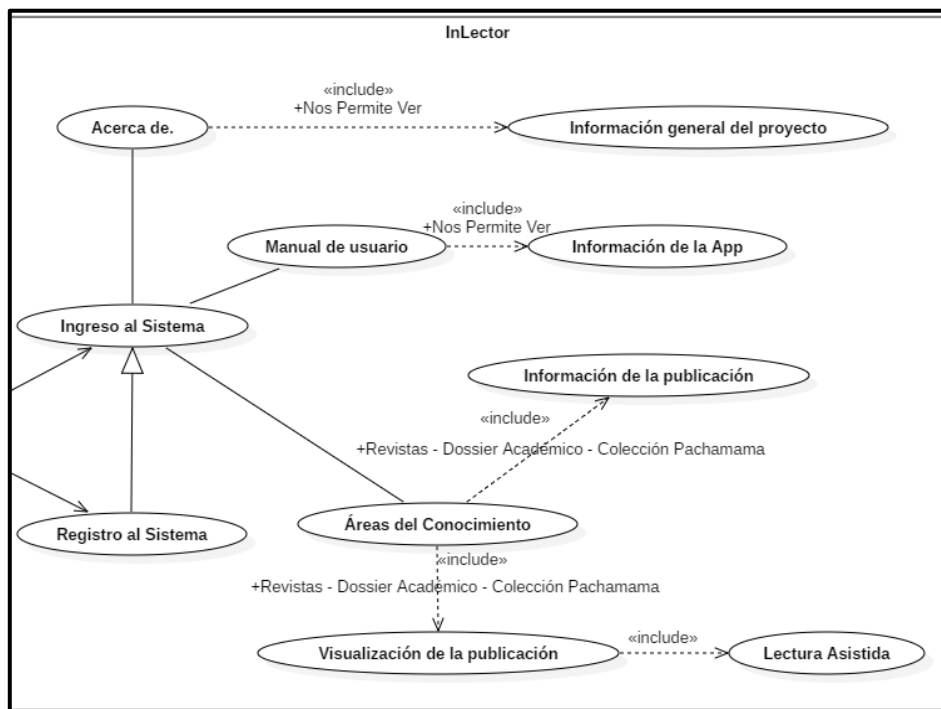 InLector
«include»
+Nos Permite Ver
Acerca de.
Información general del proyecto
«include»
+Nos Permite Ver
Manual de usuario
Información de la App
Ingreso al Sistema
Información de la publicación
«include»
+Revistas - Dossier Académico - Colección Pachamama
Áreas del Conocimiento
Registro al Sistema
«include»
+Revistas - Dossier Académico - Colección Pachamama
«include»
Visualización de la publicación
Lectura Asistida